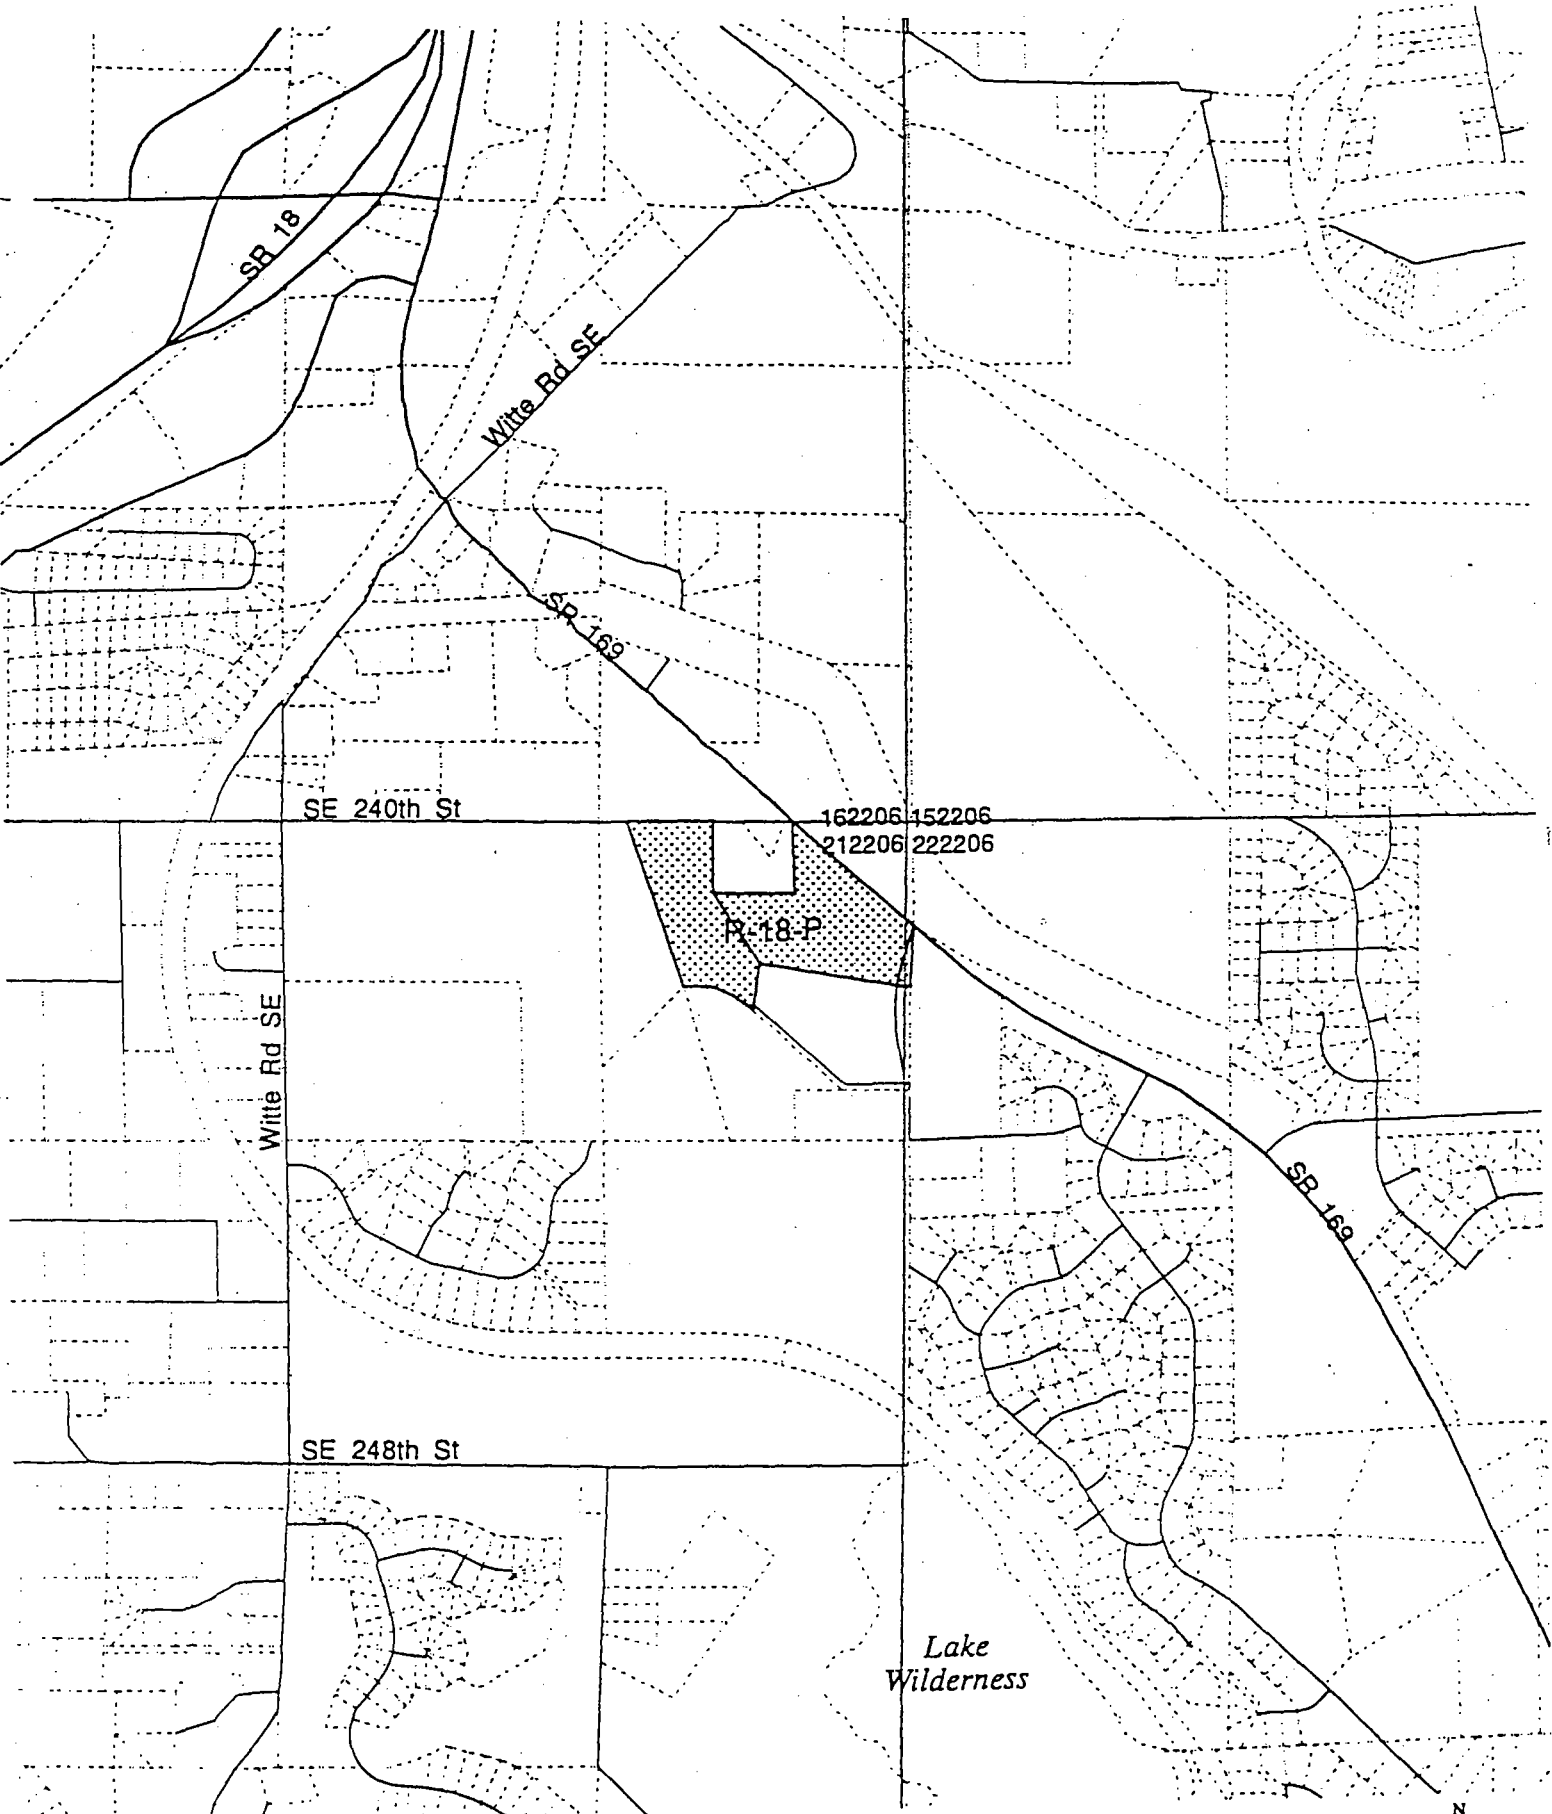 SR 18
Witte Rd SE
SR 169
SE 240th St
162206 152206
212206 222206
R-18-P
Witte Rd SE
SR 169
SE 248th St
Lake
Wilderness
N